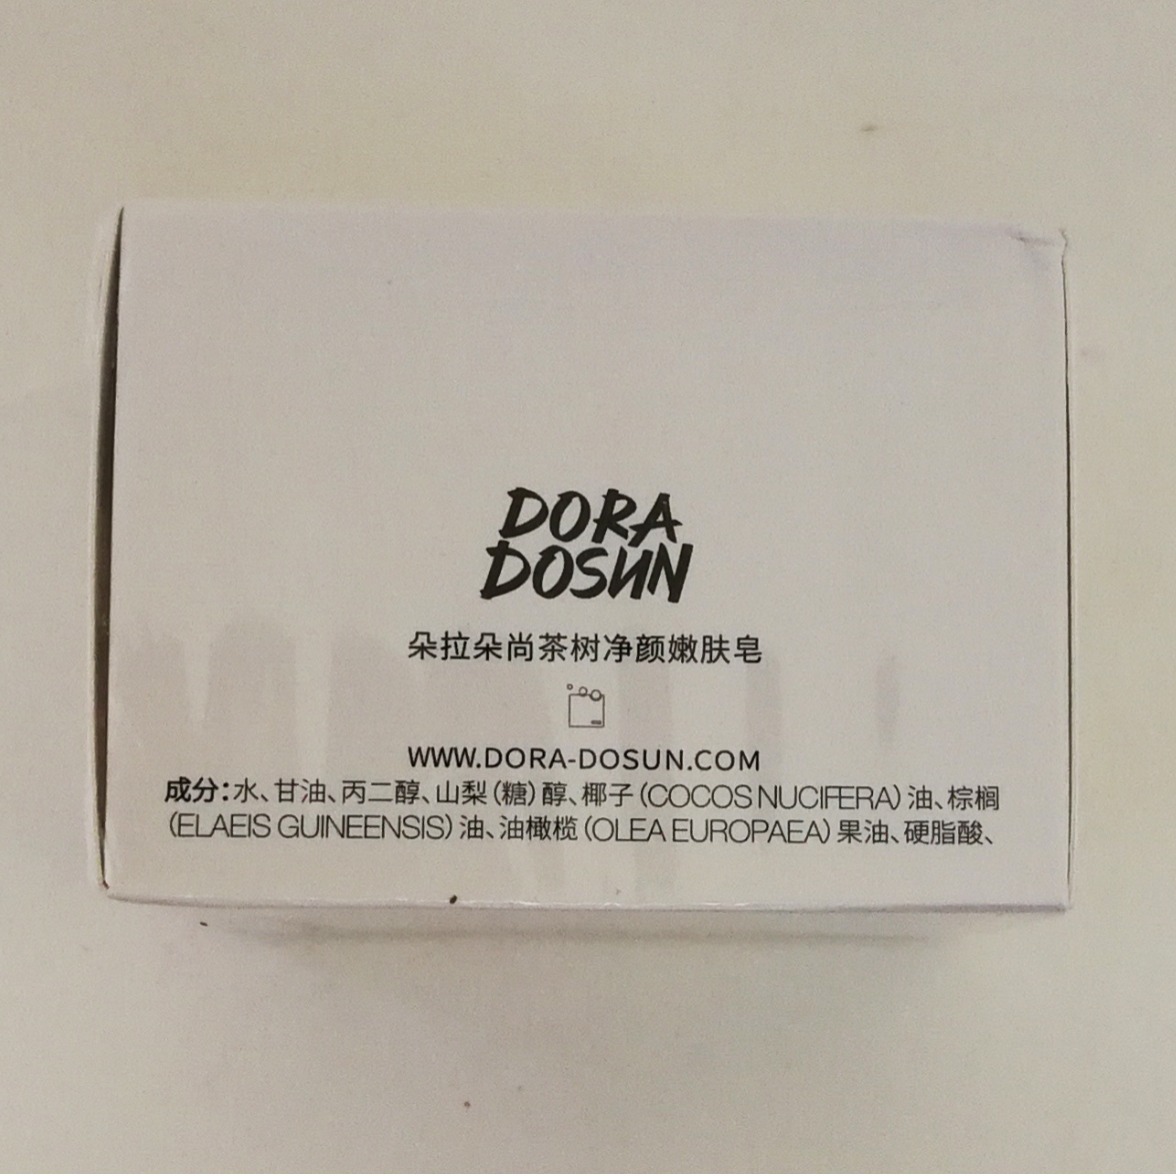 DORA
DOSUN
朵拉朵尚茶树净颜嫩肤皂
WWW.DORA-DOSUN.COM
成分:水、甘油、丙二醇、山梨(糖)醇、椰子(COCOS NUCIFERA)油、棕榈
(ELAEIS GUINEENSIS)油、油橄榄(OLEA EUROPAEA)果油、硬脂酸、